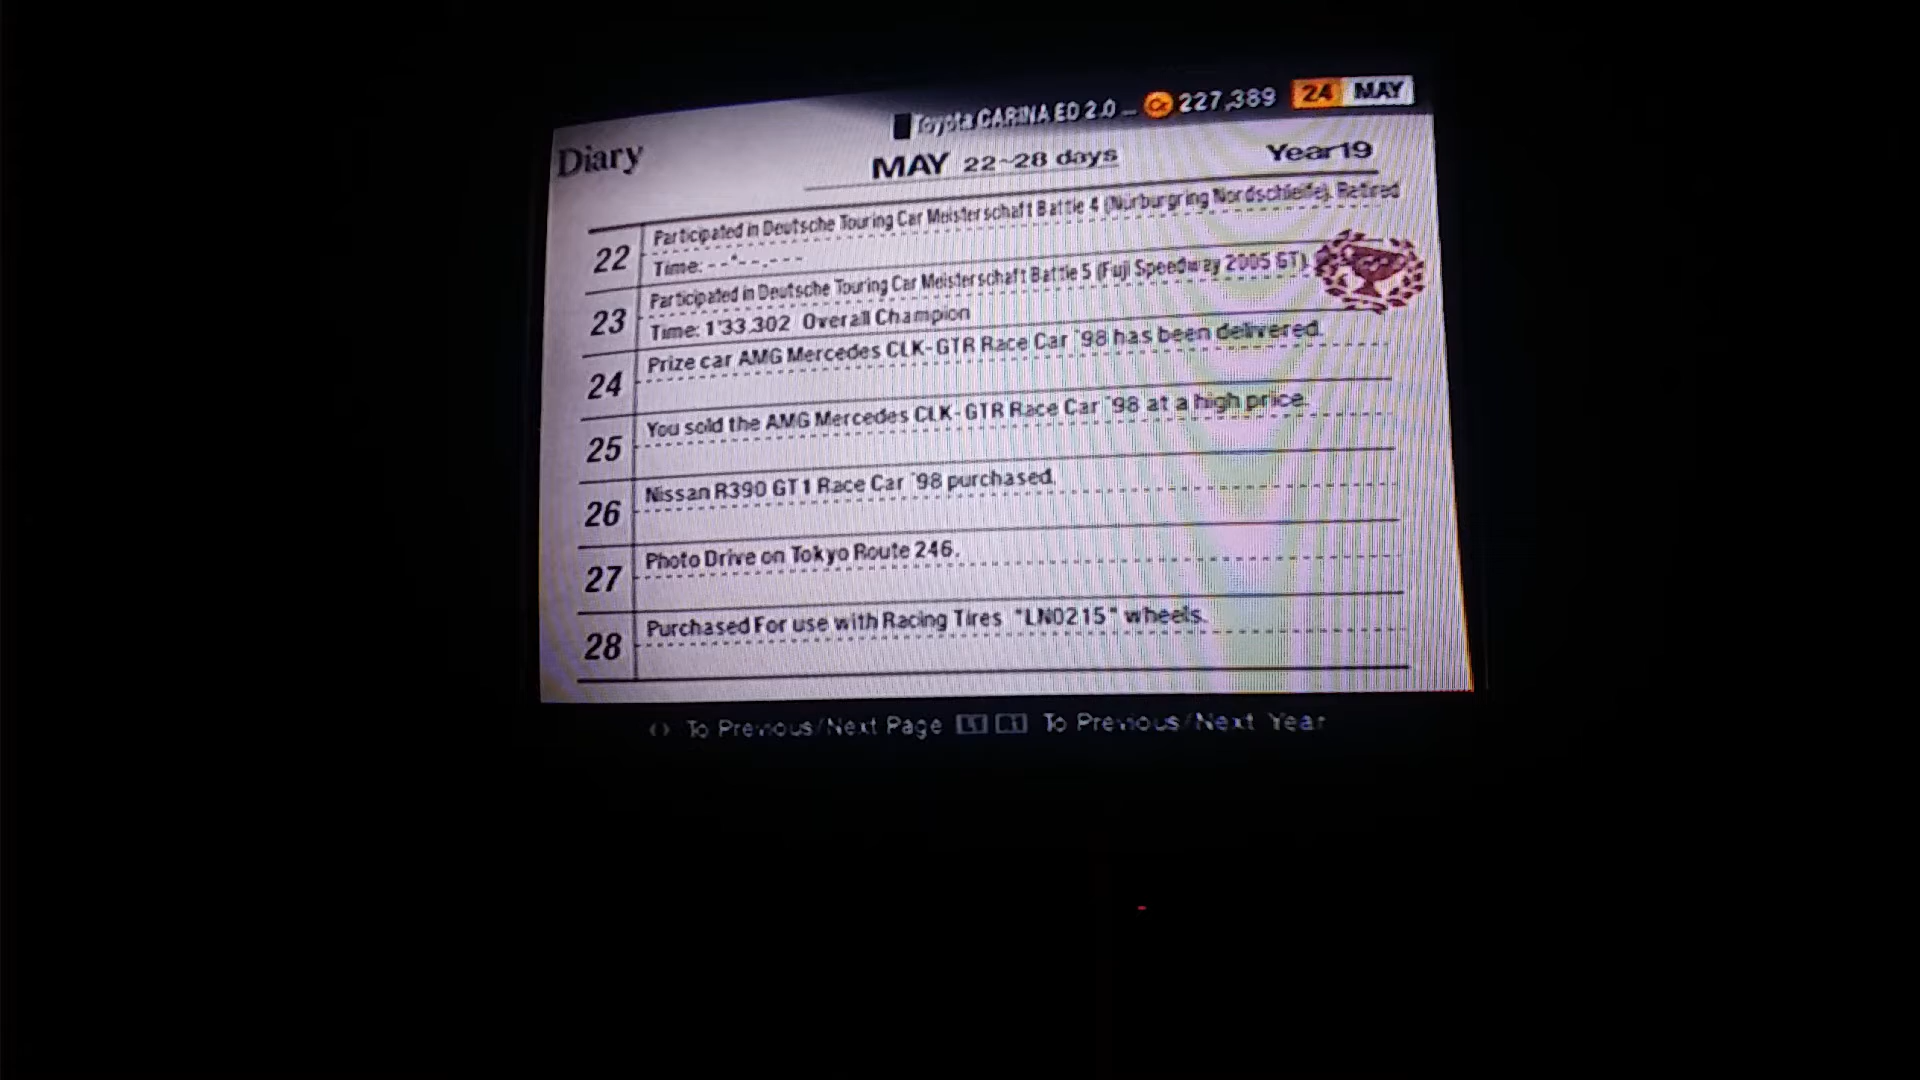 Toyota CARINA ED 2.0 ... Cr 227,389 24 MAY
Diary MAY 22~28 days Year19
22 Participated in Deutsche Touring Car Meisterschaft Battle 4 (Nürburgring Nordschleife). Retired
Time: --'--.---
23 Participated in Deutsche Touring Car Meisterschaft Battle 5 (Fuji Speedway 2005 GT).
Time: 1'33.302 Overall Champion
24 Prize car AMG Mercedes CLK-GTR Race Car '98 has been delivered.
25 You sold the AMG Mercedes CLK-GTR Race Car '98 at a high price.
26 Nissan R390 GT1 Race Car '98 purchased.
27 Photo Drive on Tokyo Route 246.
28 Purchased For use with Racing Tires "LN0215" wheels.
<> To Previous/Next Page L1 R1 To Previous/Next Year